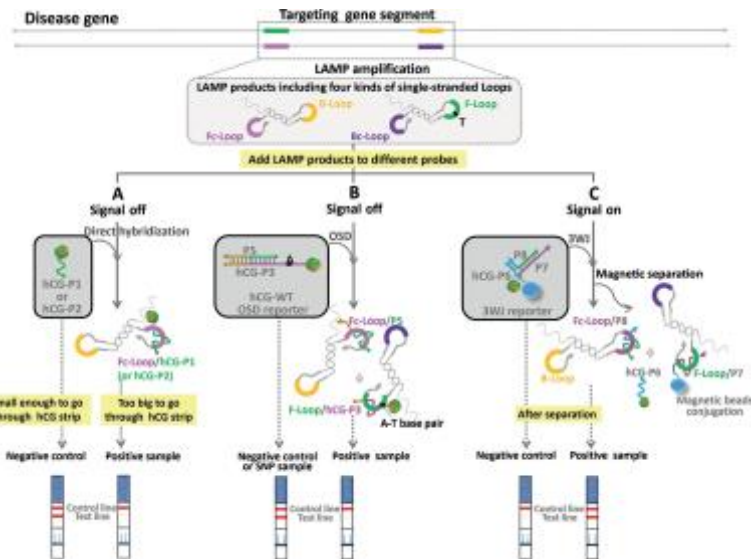 Disease gene
Targeting gene segment
LAMP amplification
LAMP products including four kinds of single-stranded Loops
B-Loop
F-Loop
Fc-Loop
Bc-Loop
T
Add LAMP products to different probes
A
B
C
Signal off
Signal off
Signal on
Direct hybridization
OSD
3WJ
hCG-P1
or
hCG-P2
P5
hCG-P3
hCG-WT
OSD reporter
P8
P7
hCG-P6
3WJ reporter
Magnetic separation
Fc-Loop/hCG-P1
(or hCG-P2)
Fc-Loop/P5
F-Loop/hCG-P3
A-T base pair
Fc-Loop/P8
B-Loop
hCG-P6
F-Loop/P7
Magnetic beads
conjugation
mall enough to go
through hCG strip
Too big to go
through hCG strip
After separation
Negative control
Positive sample
Negative control
or SNP sample
Positive sample
Negative control
Positive sample
Control line
Test line
Control line
Test line
Control line
Test line